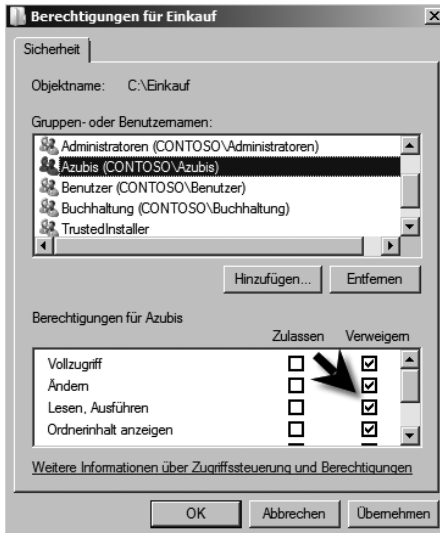 Berechtigungen für Einkauf
Sicherheit
Objektname: C:\Einkauf
Gruppen- oder Benutzernamen:
Administratoren (CONTOSO\Administratoren)
Azubis (CONTOSO\Azubis)
Benutzer (CONTOSO\Benutzer)
Buchhaltung (CONTOSO\Buchhaltung)
TrustedInstaller
Hinzufügen... Entfernen
Berechtigungen für Azubis Zulassen Verweigern
Vollzugriff
Ändern
Lesen, Ausführen
Ordnerinhalt anzeigen
Weitere Informationen über Zugriffssteuerung und Berechtigungen
OK Abbrechen Übernehmen